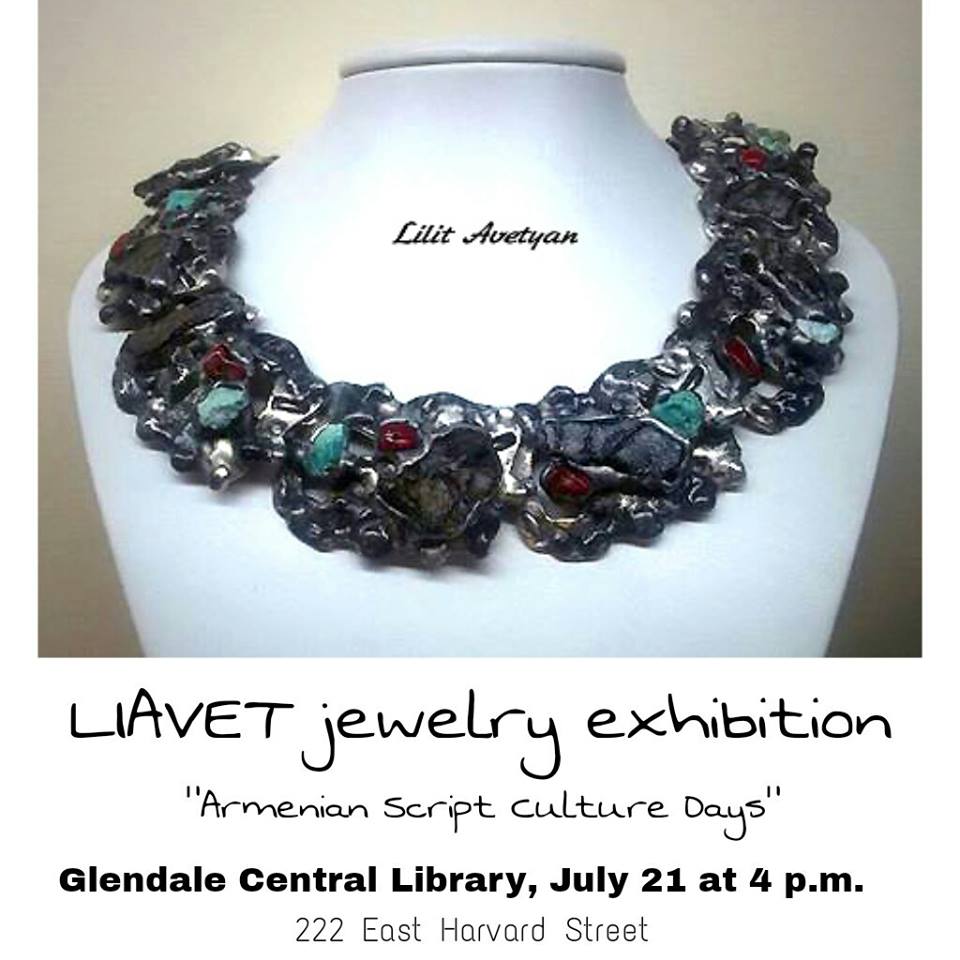 Lilit Avetyan
LIAVET jewelry exhibition
"Armenian Script Culture Days"
Glendale Central Library, July 21 at 4 p.m.
222 East Harvard Street